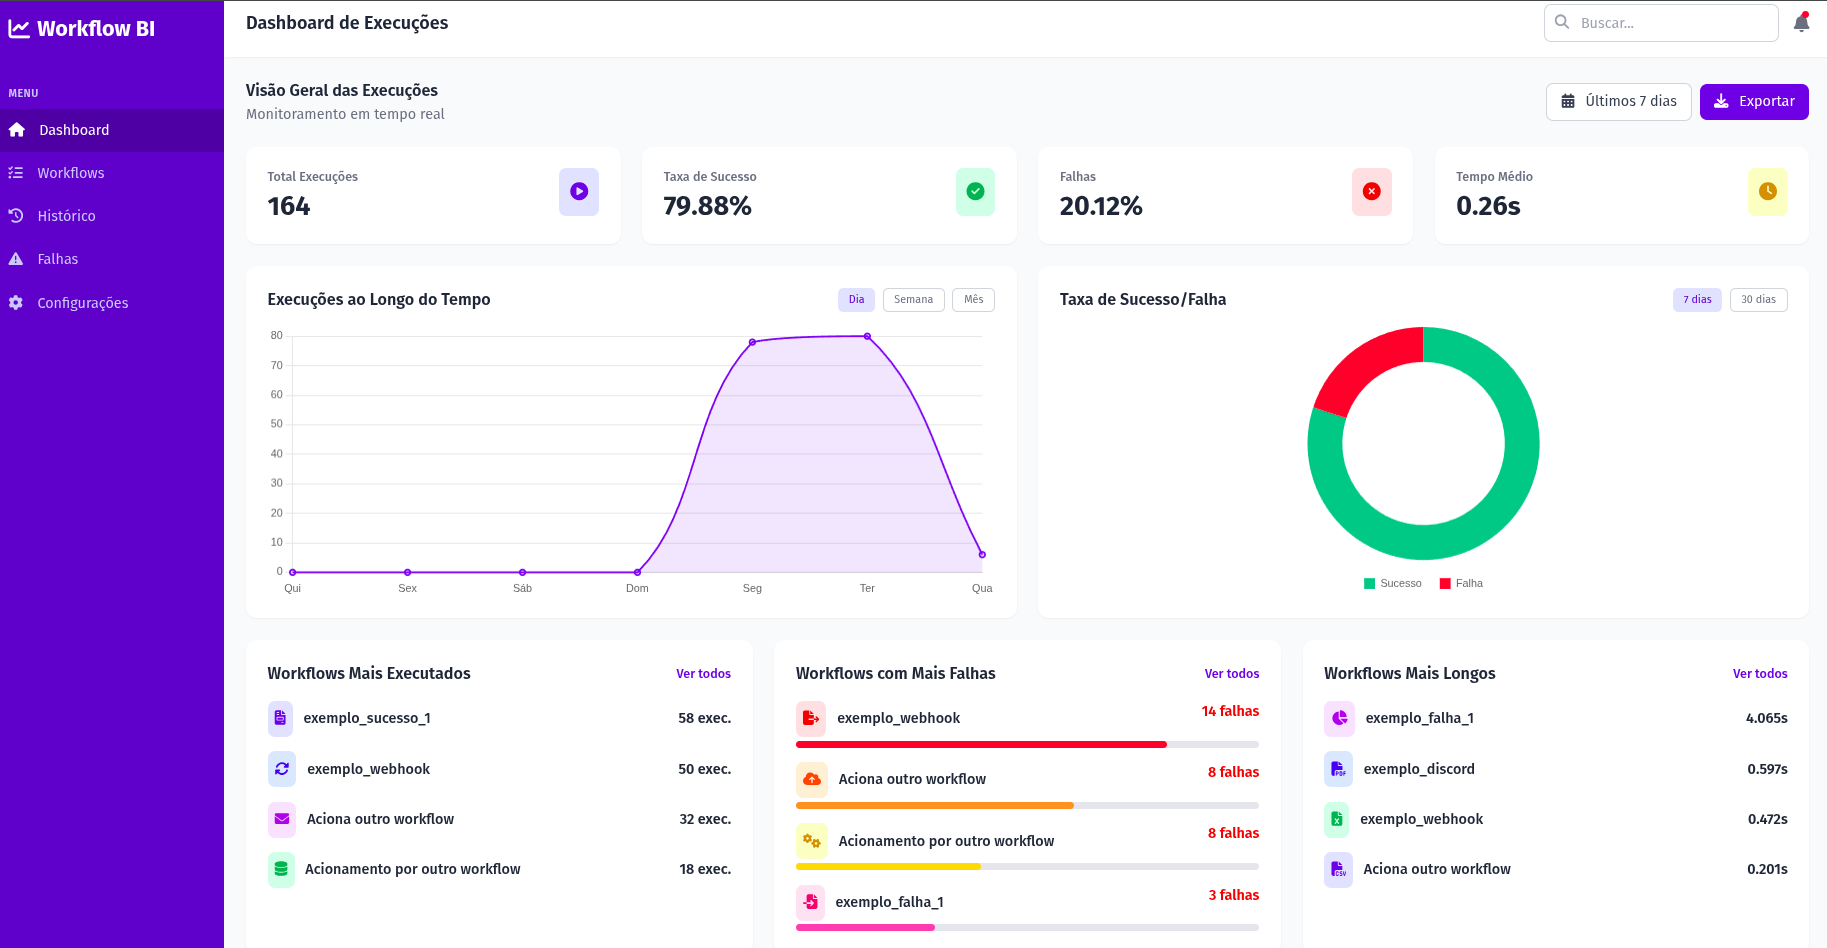 Workflow BI
MENU
Dashboard
Workflows
Histórico
Falhas
Configurações
Dashboard de Execuções
Buscar...
Visão Geral das Execuções
Monitoramento em tempo real
Últimos 7 dias
Exportar
Total Execuções
164
Taxa de Sucesso
79.88%
Falhas
20.12%
Tempo Médio
0.26s
Execuções ao Longo do Tempo
Dia Semana Mês
80
70
60
50
40
30
20
10
0
Qui Sex Sáb Dom Seg Ter Qua
Taxa de Sucesso/Falha
7 dias 30 dias
Sucesso Falha
Workflows Mais Executados Ver todos
exemplo_sucesso_1 58 exec.
exemplo_webhook 50 exec.
Aciona outro workflow 32 exec.
Acionamento por outro workflow 18 exec.
Workflows com Mais Falhas Ver todos
exemplo_webhook 14 falhas
Aciona outro workflow 8 falhas
Acionamento por outro workflow 8 falhas
exemplo_falha_1 3 falhas
Workflows Mais Longos Ver todos
exemplo_falha_1 4.065s
PDF
exemplo_discord 0.597s
X
exemplo_webhook 0.472s
CSV
Aciona outro workflow 0.201s